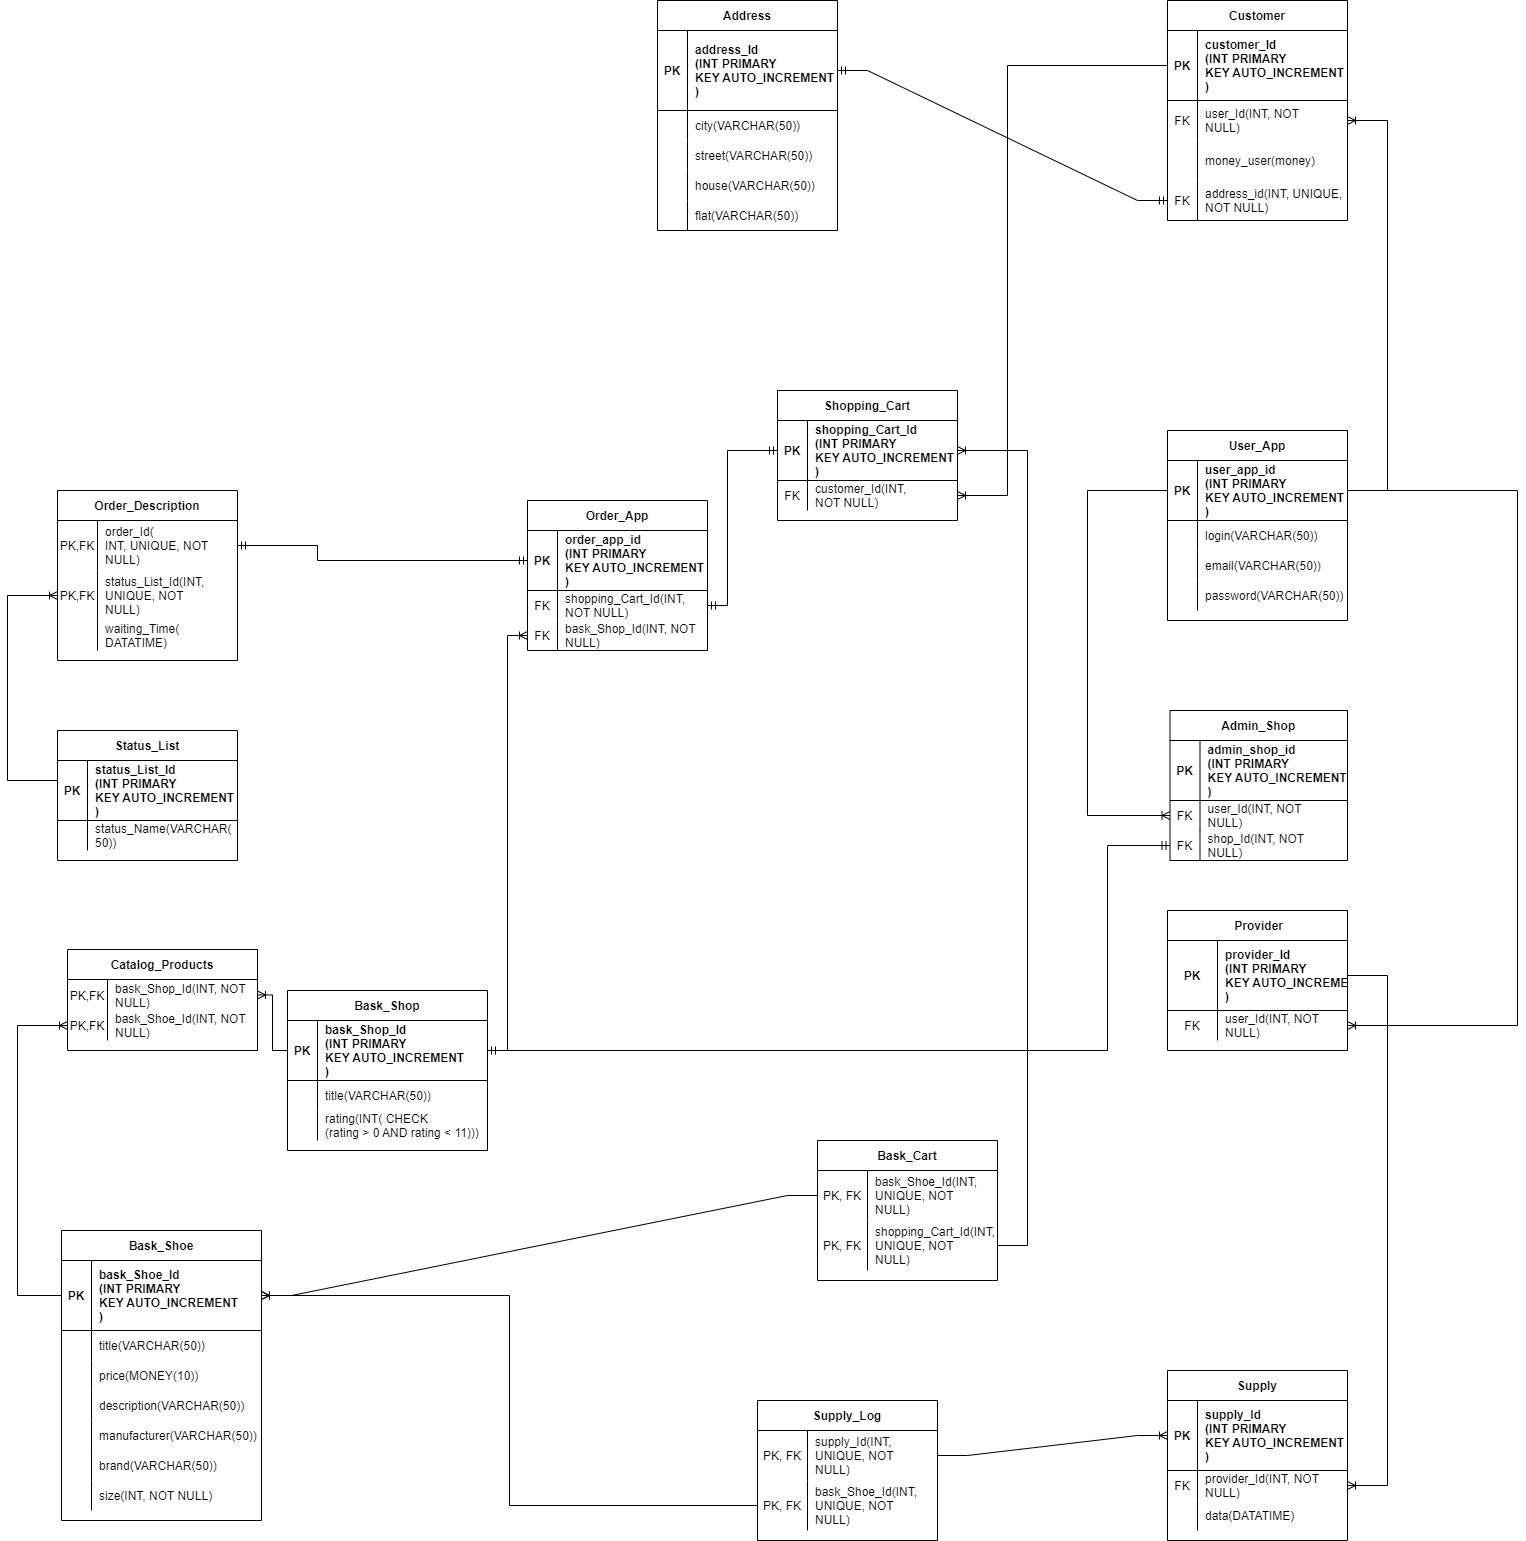 Address
PK
address_Id
(INT PRIMARY
KEY AUTO_INCREMENT
)
city(VARCHAR(50))
street(VARCHAR(50))
house(VARCHAR(50))
flat(VARCHAR(50))
Customer
PK
customer_Id
(INT PRIMARY
KEY AUTO_INCREMENT
)
FK
user_Id(INT, NOT
NULL)
money_user(money)
FK
address_id(INT, UNIQUE,
NOT NULL)
Shopping_Cart
PK
shopping_Cart_Id
(INT PRIMARY
KEY AUTO_INCREMENT
)
FK
customer_Id(INT,
NOT NULL)
User_App
PK
user_app_id
(INT PRIMARY
KEY AUTO_INCREMENT
)
login(VARCHAR(50))
email(VARCHAR(50))
password(VARCHAR(50))
Order_Description
PK,FK
order_Id(
INT, UNIQUE, NOT
NULL)
PK,FK
status_List_Id(INT,
UNIQUE, NOT
NULL)
waiting_Time(
DATATIME)
Order_App
PK
order_app_id
(INT PRIMARY
KEY AUTO_INCREMENT
)
FK
shopping_Cart_Id(INT,
NOT NULL)
FK
bask_Shop_Id(INT, NOT
NULL)
Status_List
PK
status_List_Id
(INT PRIMARY
KEY AUTO_INCREMENT
)
status_Name(VARCHAR(
50))
Admin_Shop
PK
admin_shop_id
(INT PRIMARY
KEY AUTO_INCREMENT
)
FK
user_Id(INT, NOT
NULL)
FK
shop_Id(INT, NOT
NULL)
Provider
PK
provider_Id
(INT PRIMARY
KEY AUTO_INCREME
)
FK
user_Id(INT, NOT
NULL)
Catalog_Products
PK,FK
bask_Shop_Id(INT, NOT
NULL)
PK,FK
bask_Shoe_Id(INT, NOT
NULL)
Bask_Shop
PK
bask_Shop_Id
(INT PRIMARY
KEY AUTO_INCREMENT
)
title(VARCHAR(50))
rating(INT( CHECK
(rating > 0 AND rating < 11)))
Bask_Cart
PK, FK
bask_Shoe_Id(INT,
UNIQUE, NOT
NULL)
PK, FK
shopping_Cart_Id(INT,
UNIQUE, NOT
NULL)
Bask_Shoe
PK
bask_Shoe_Id
(INT PRIMARY
KEY AUTO_INCREMENT
)
title(VARCHAR(50))
price(MONEY(10))
description(VARCHAR(50))
manufacturer(VARCHAR(50))
brand(VARCHAR(50))
size(INT, NOT NULL)
Supply_Log
PK, FK
supply_Id(INT,
UNIQUE, NOT
NULL)
PK, FK
bask_Shoe_Id(INT,
UNIQUE, NOT
NULL)
Supply
PK
supply_Id
(INT PRIMARY
KEY AUTO_INCREMENT
)
FK
provider_Id(INT, NOT
NULL)
data(DATATIME)